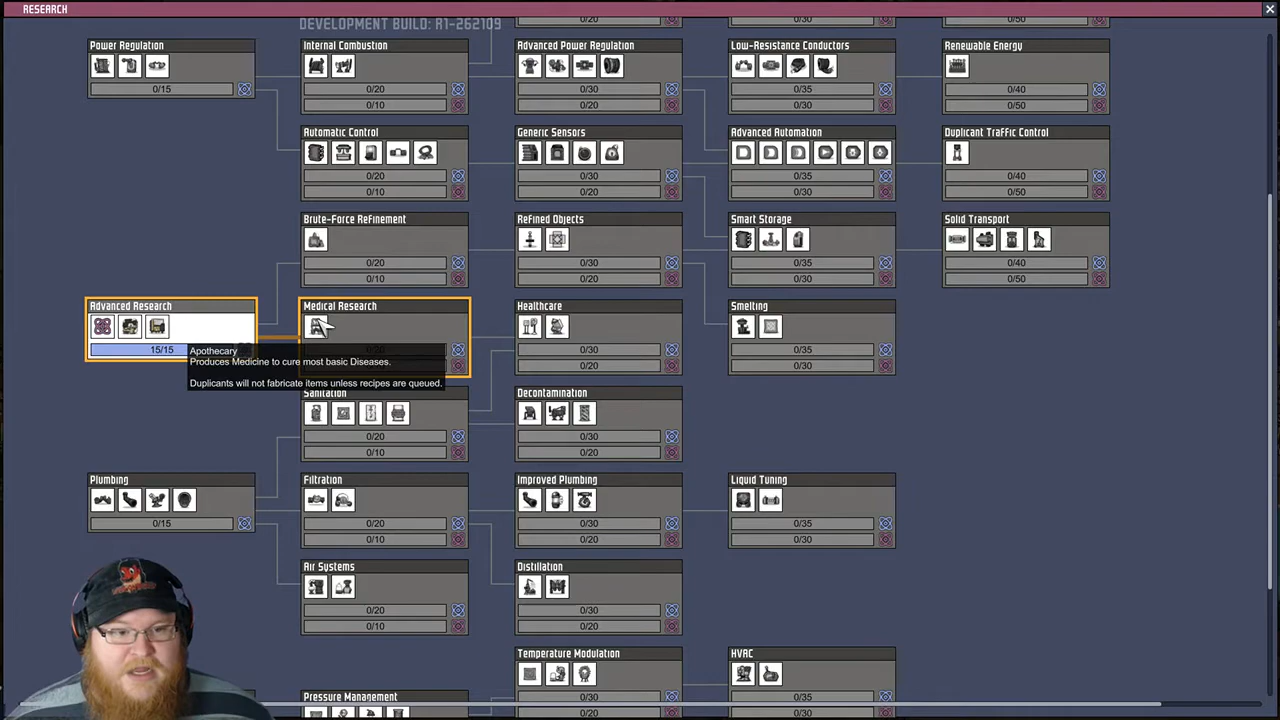 RESEARCH
DEVELOPMENT BUILD: R1-262109
0/20
0/50
Power Regulation
0/15
Internal Combustion
0/20
0/10
Advanced Power Regulation
0/30
0/20
Low-Resistance Conductors
0/35
0/30
Renewable Energy
0/40
0/50
Automatic Control
0/20
0/10
Generic Sensors
0/30
0/20
Advanced Automation
0/35
0/30
Duplicant Traffic Control
0/40
0/50
Brute-Force Refinement
0/20
0/10
Refined Objects
0/30
0/20
Smart Storage
0/35
0/30
Solid Transport
0/40
0/50
Advanced Research
15/15
Medical Research
Apothecary
Produces Medicine to cure most basic Diseases.
Duplicants will not fabricate items unless recipes are queued.
Healthcare
0/30
0/20
Smelting
0/35
0/30
Sanitation
0/20
0/10
Decontamination
0/30
0/20
Plumbing
0/15
Filtration
0/20
0/10
Improved Plumbing
0/30
0/20
Liquid Tuning
0/35
0/30
Air Systems
0/20
0/10
Distillation
0/30
0/20
Temperature Modulation
0/30
0/20
HVAC
0/35
0/30
Pressure Management